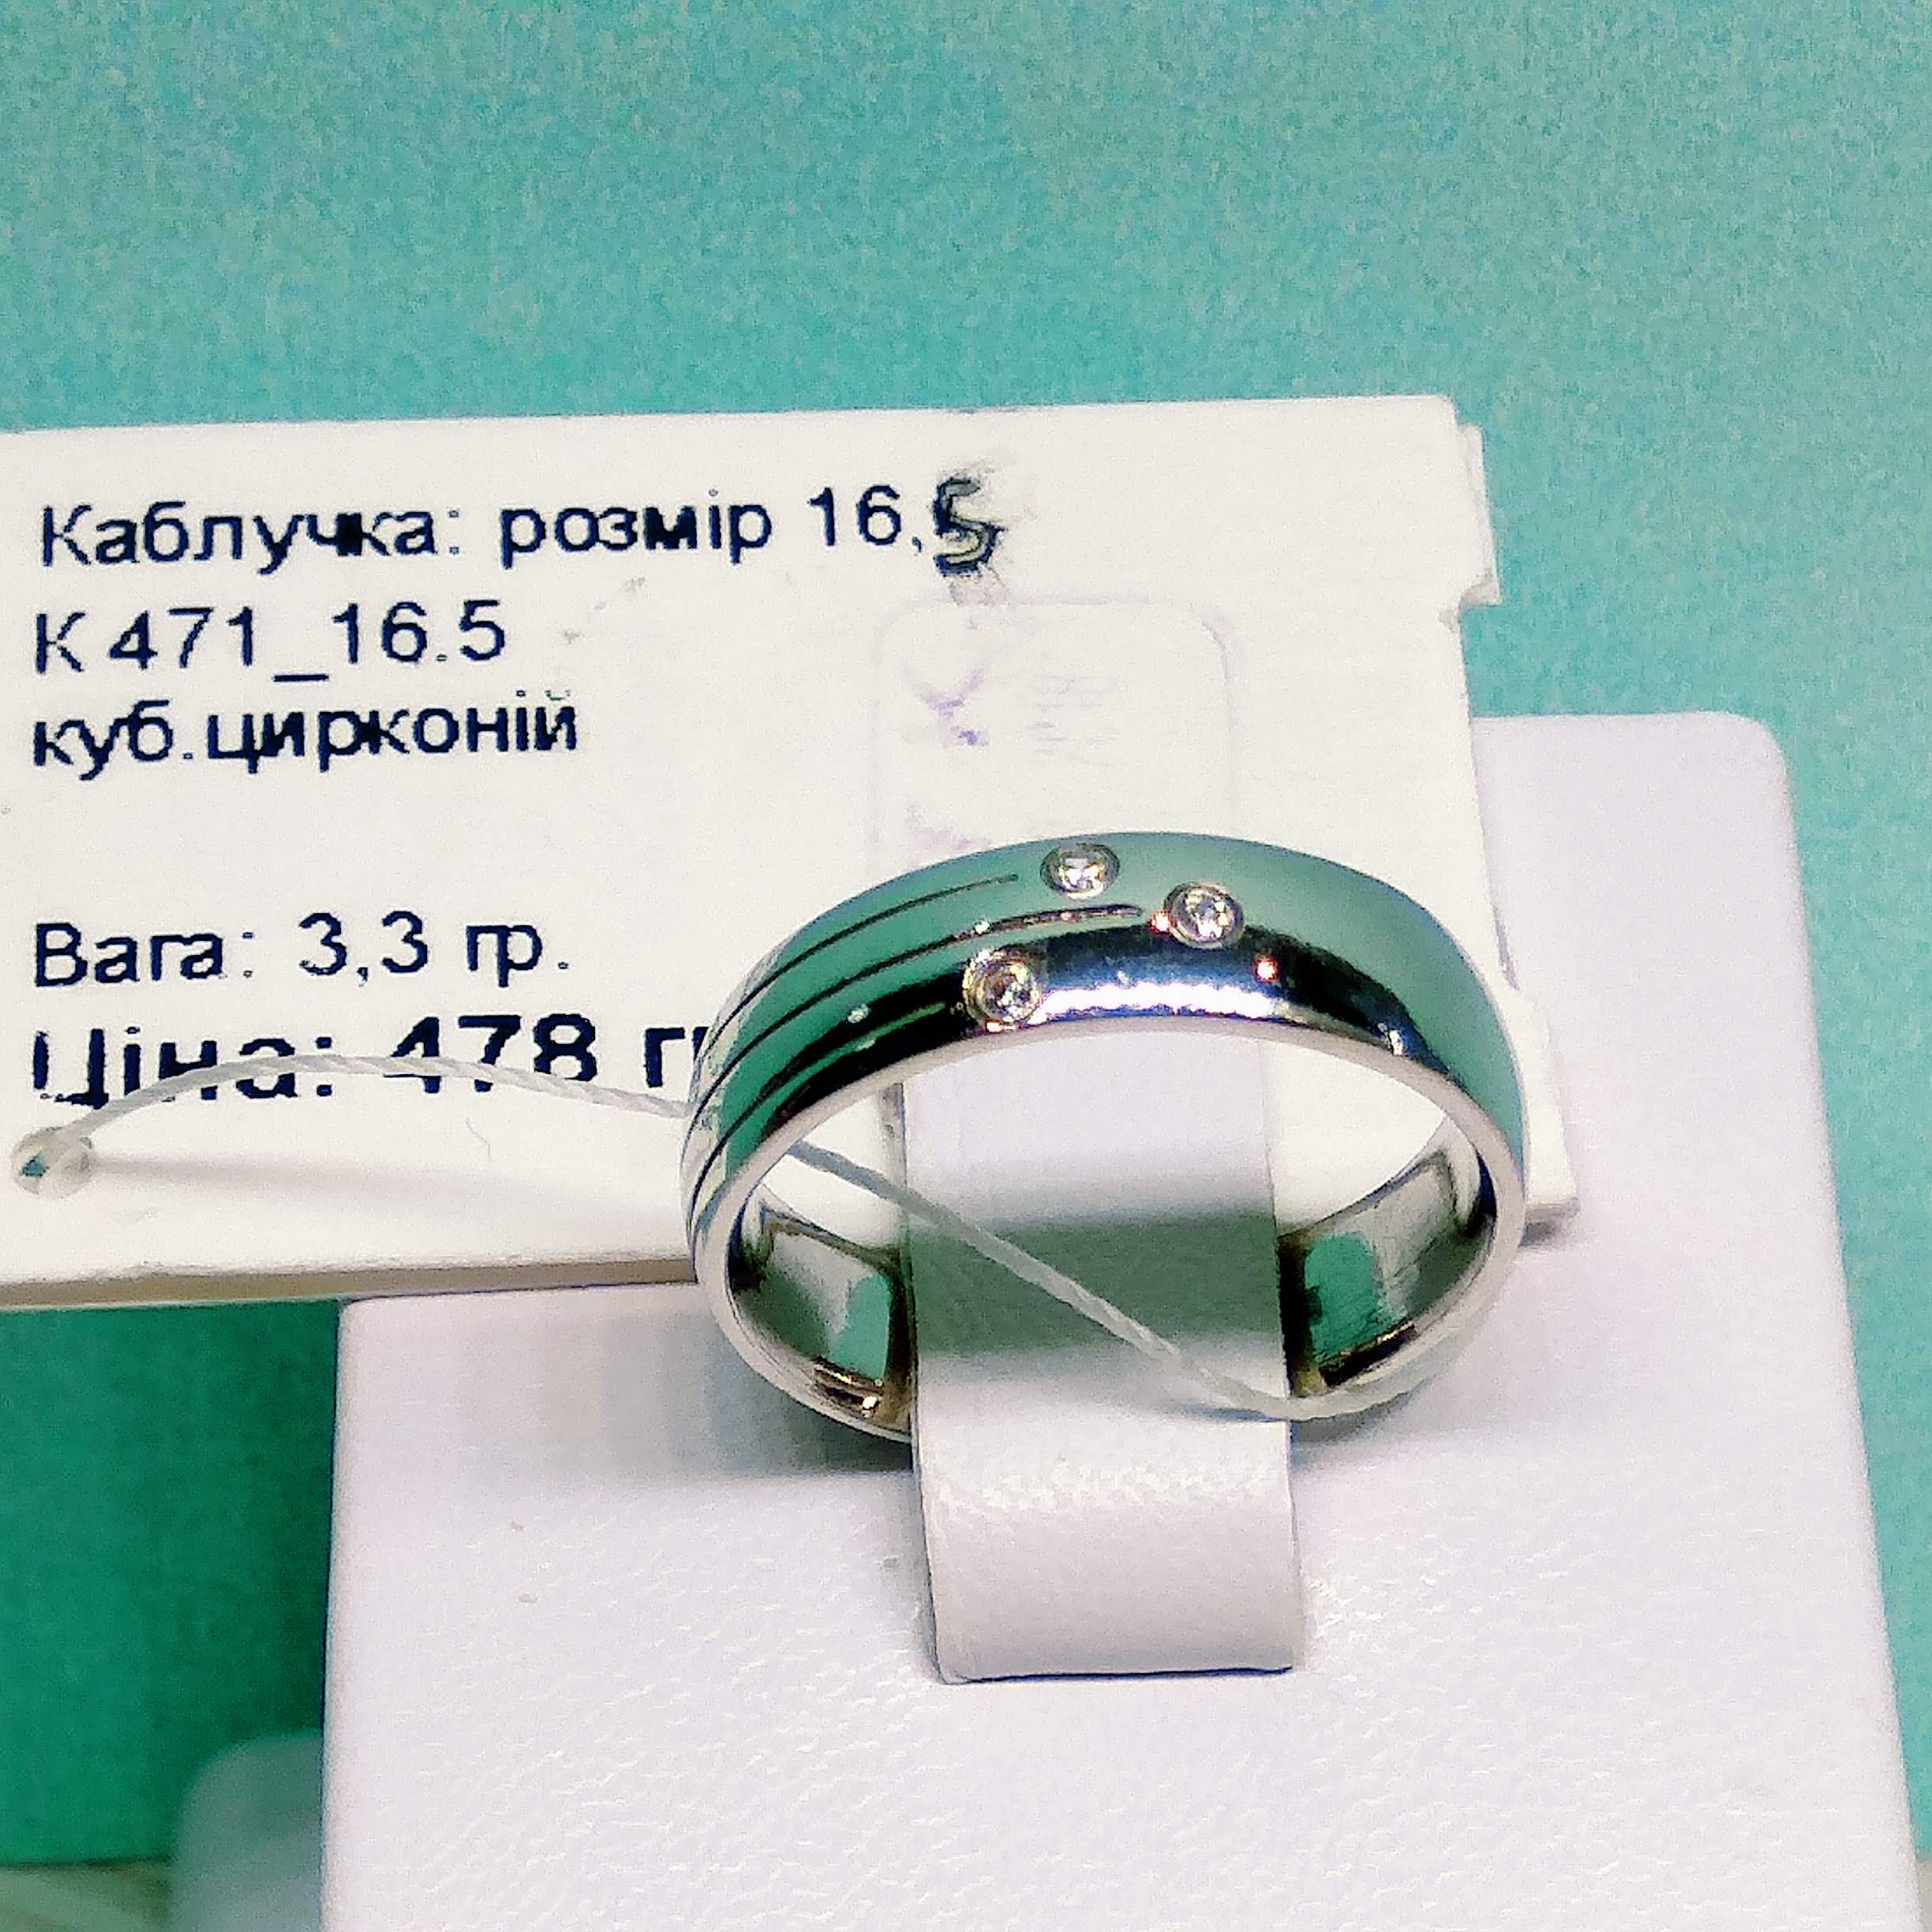 Каблучка: розмір 16,5
К 471_16.5
куб.цирконій
Вага: 3,3 гр.
Ціна: 478